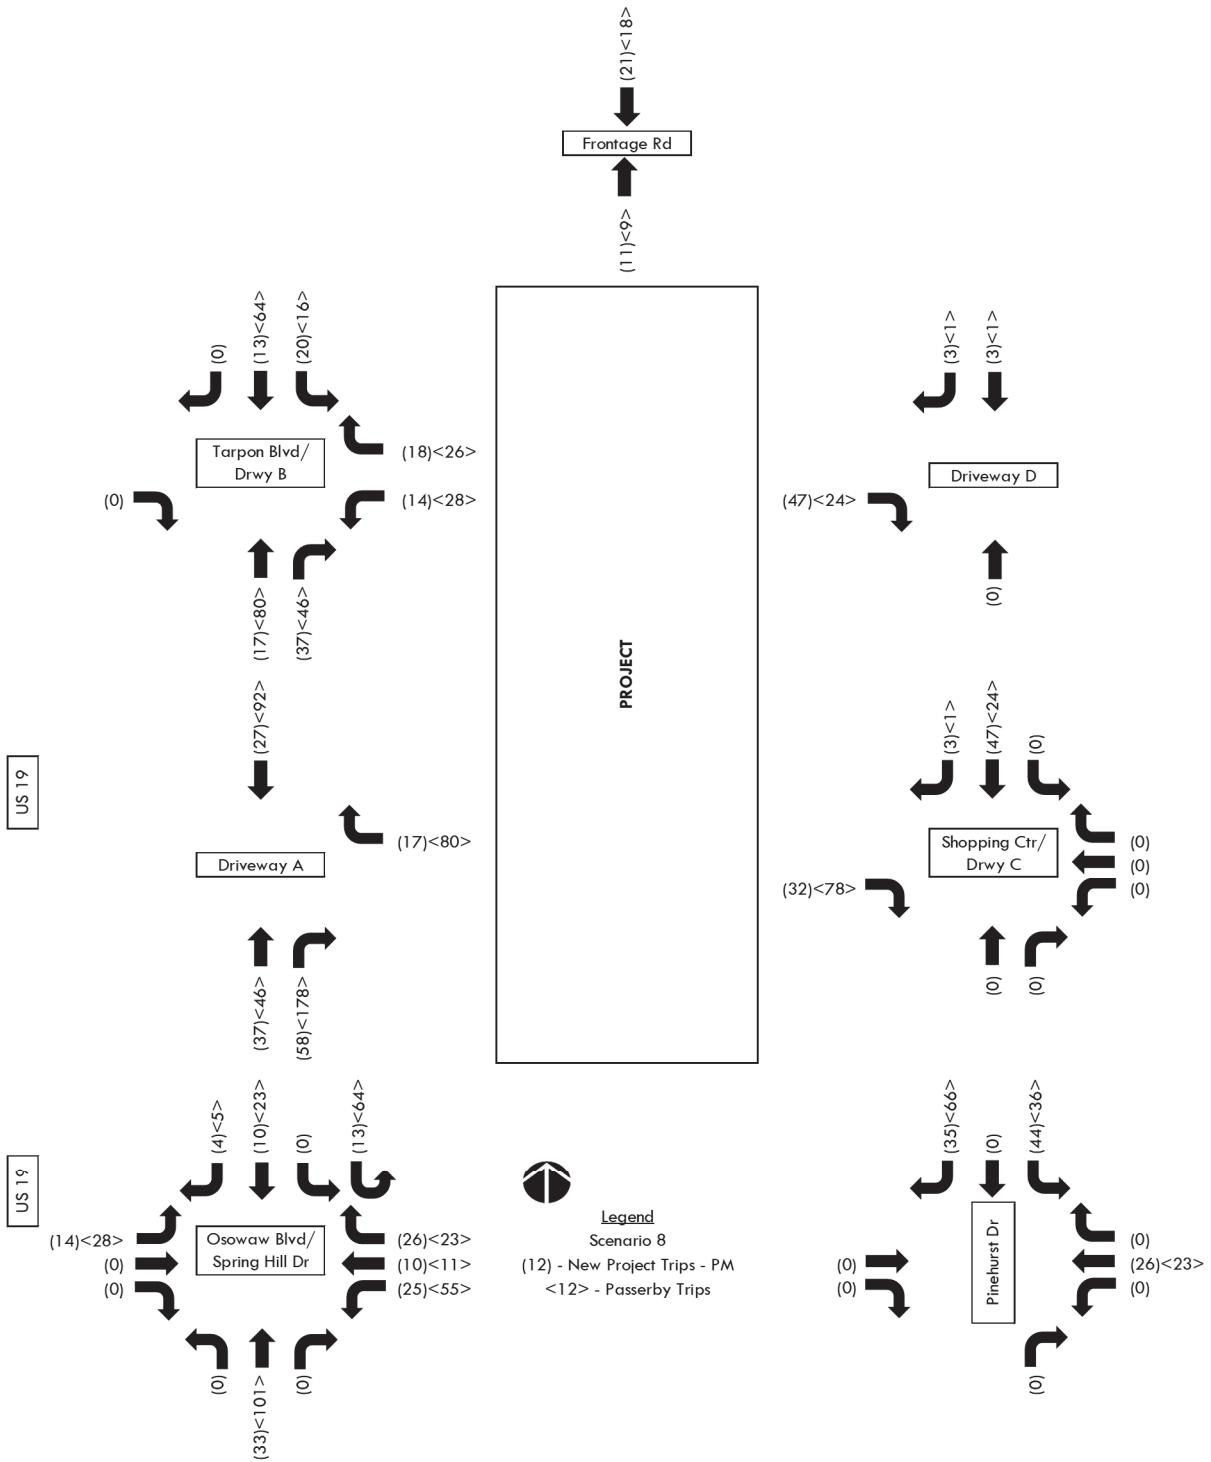 (21)<18>
Frontage Rd
(11)<9>
(0)
(13)<64>
(20)<16>
Tarpon Blvd/
Drwy B
(18)<26>
(14)<28>
(0)
(17)<80>
(37)<46>
(3)<1>
(3)<1>
Driveway D
(47)<24>
(0)
PROJECT
US 19
(27)<92>
(17)<80>
Driveway A
(37)<46>
(58)<178>
(3)<1>
(47)<24>
(0)
Shopping Ctr/
Drwy C
(0)
(0)
(0)
(32)<78>
(0)
(0)
US 19
(4)<5>
(10)<23>
(0)
(13)<64>
(14)<28>
(0)
(0)
Osowaw Blvd/
Spring Hill Dr
(26)<23>
(10)<11>
(25)<55>
(0)
(33)<101>
(0)
Legend
Scenario 8
(12) - New Project Trips - PM
<12> - Passerby Trips
(35)<66>
(0)
(44)<36>
Pinehurst Dr
(0)
(0)
(0)
(26)<23>
(0)
(0)